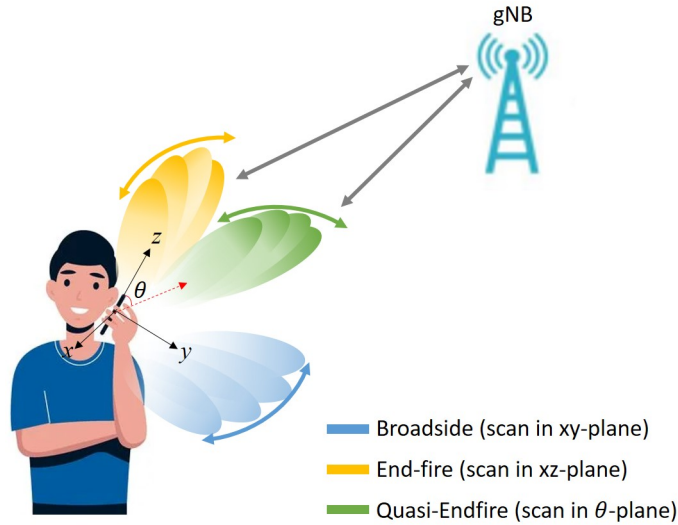 gNB
z
θ
x
y
Broadside (scan in xy-plane)
End-fire (scan in xz-plane)
Quasi-Endfire (scan in θ-plane)